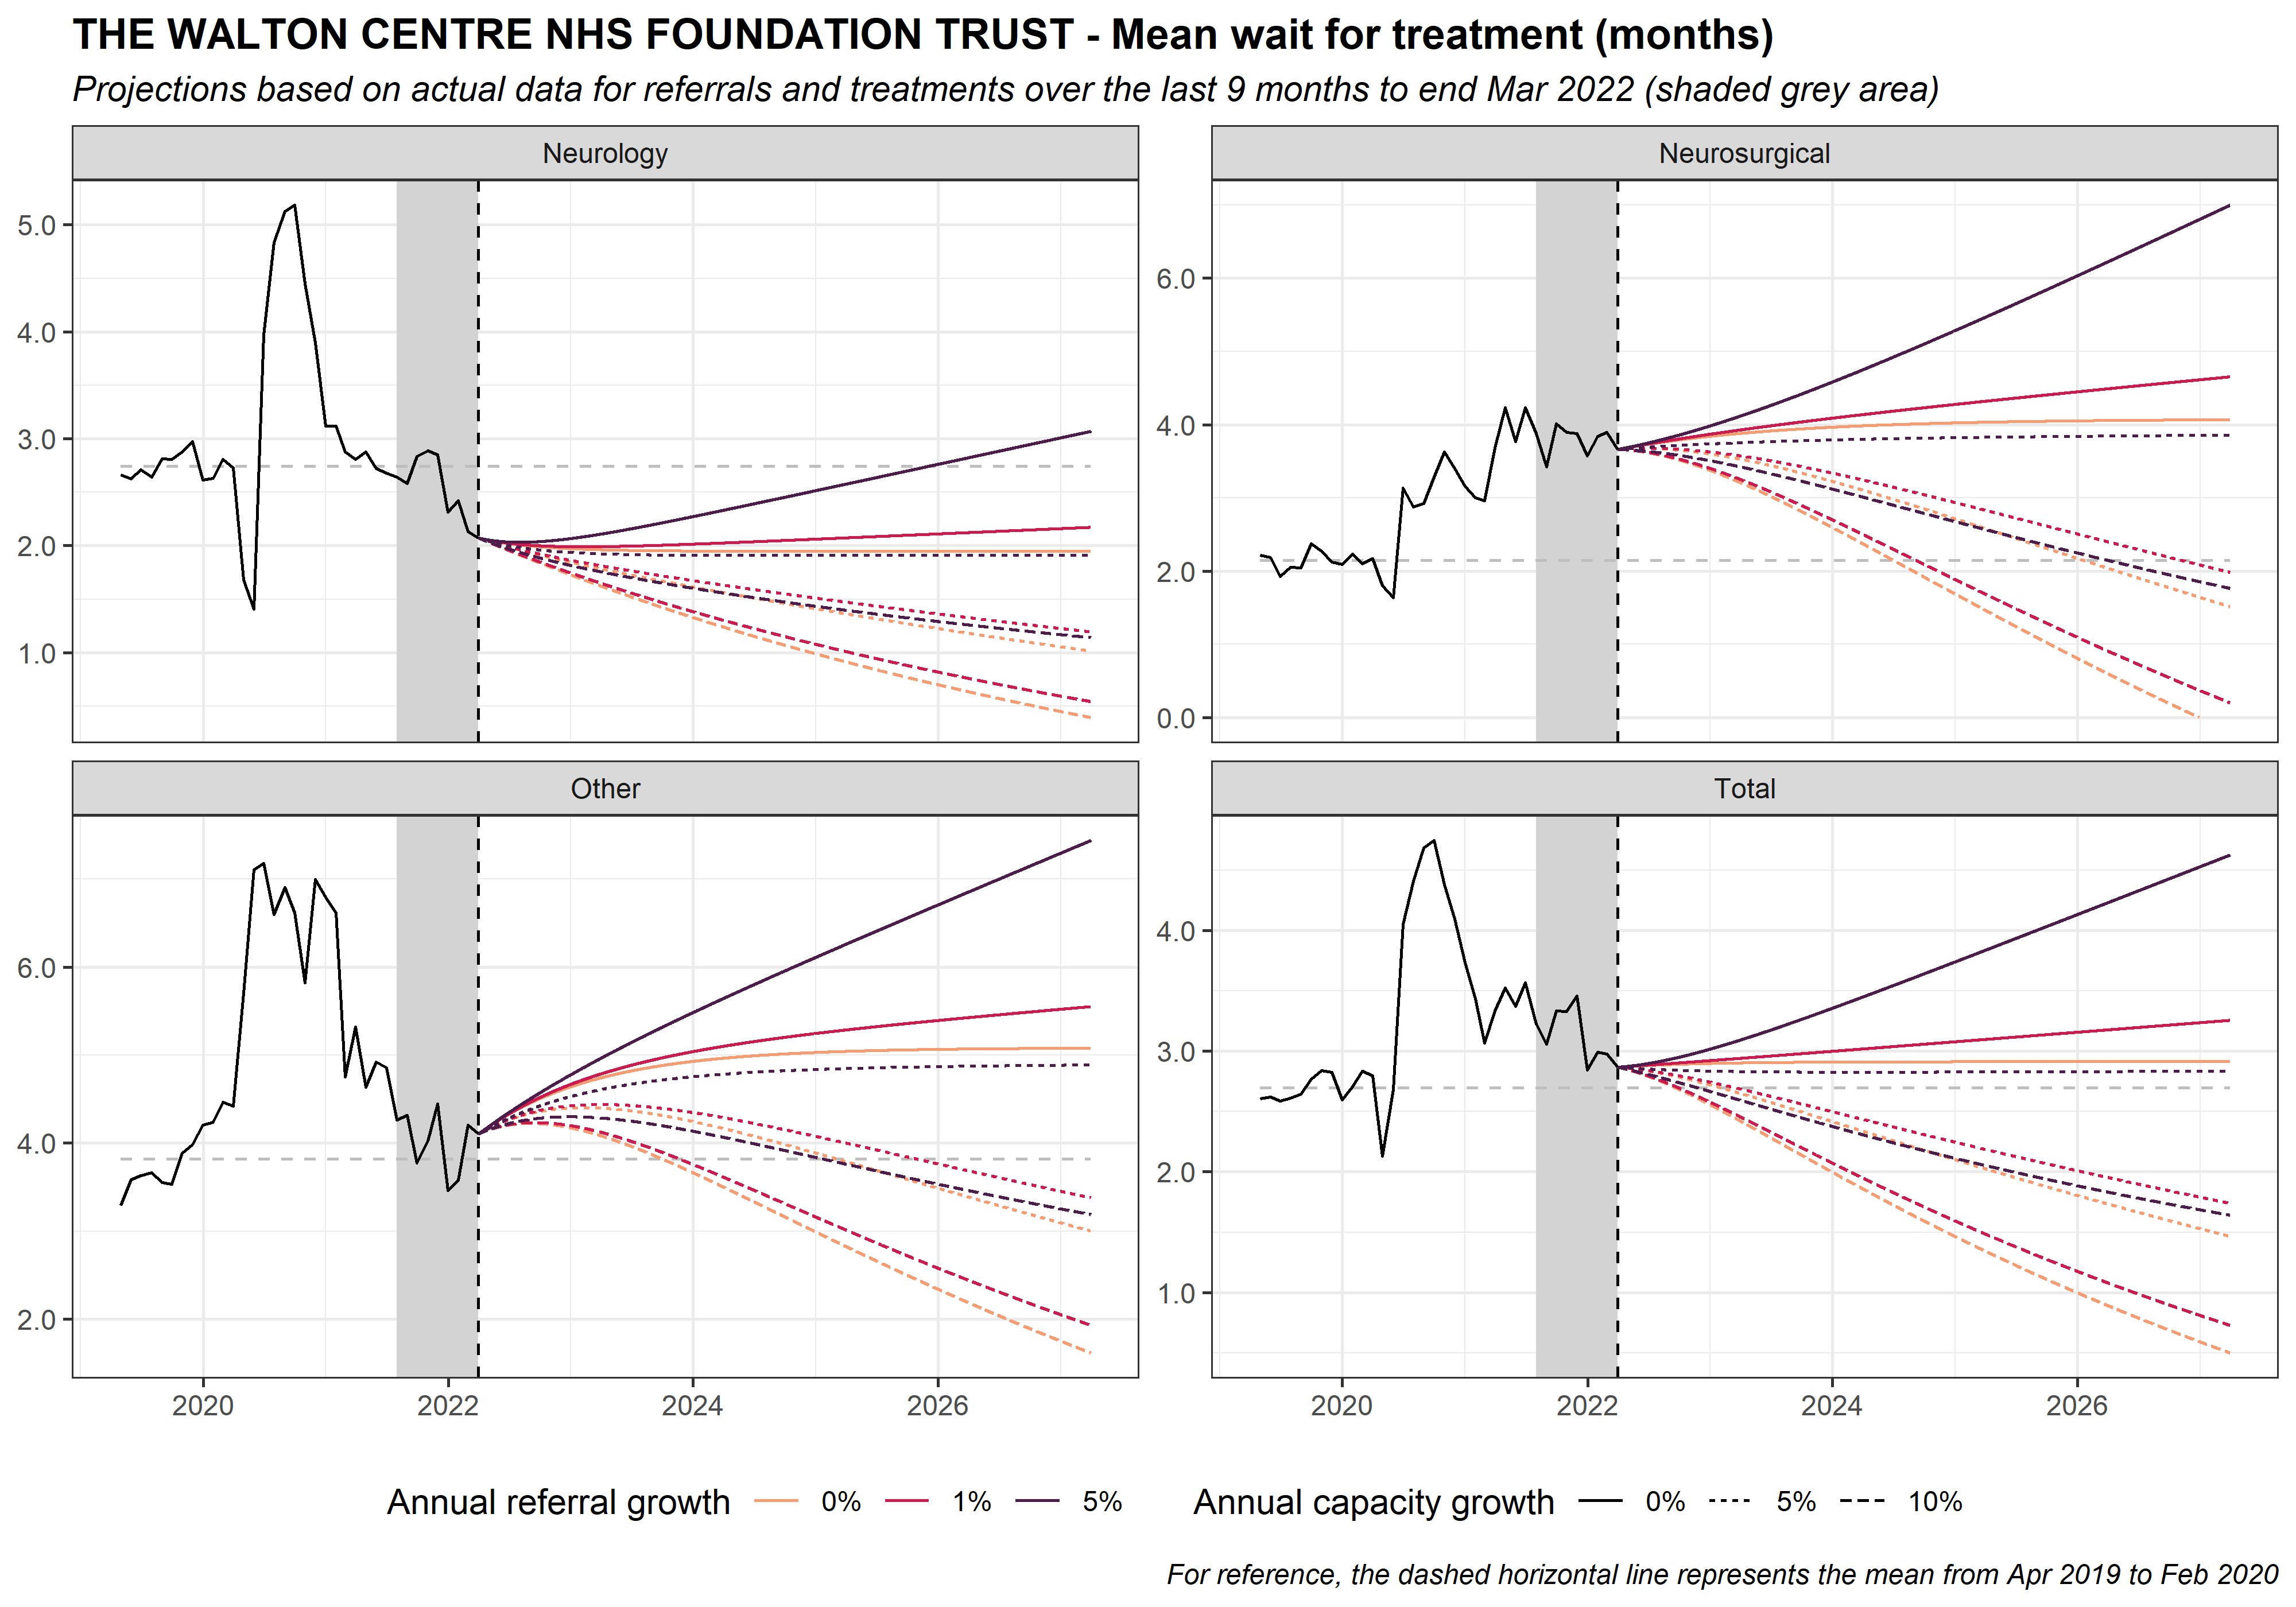 THE WALTON CENTRE NHS FOUNDATION TRUST - Mean wait for treatment (months)
Projections based on actual data for referrals and treatments over the last 9 months to end Mar 2022 (shaded grey area)
Neurology
5.0
4.0
3.0
2.0
1.0
Neurosurgical
6.0
4.0
2.0
0.0
Other
6.0
4.0
2.0
2020 2022 2024 2026
Total
4.0
3.0
2.0
1.0
2020 2022 2024 2026
Annual referral growth 0% 1% 5% Annual capacity growth 0% 5% 10%
For reference, the dashed horizontal line represents the mean from Apr 2019 to Feb 2020